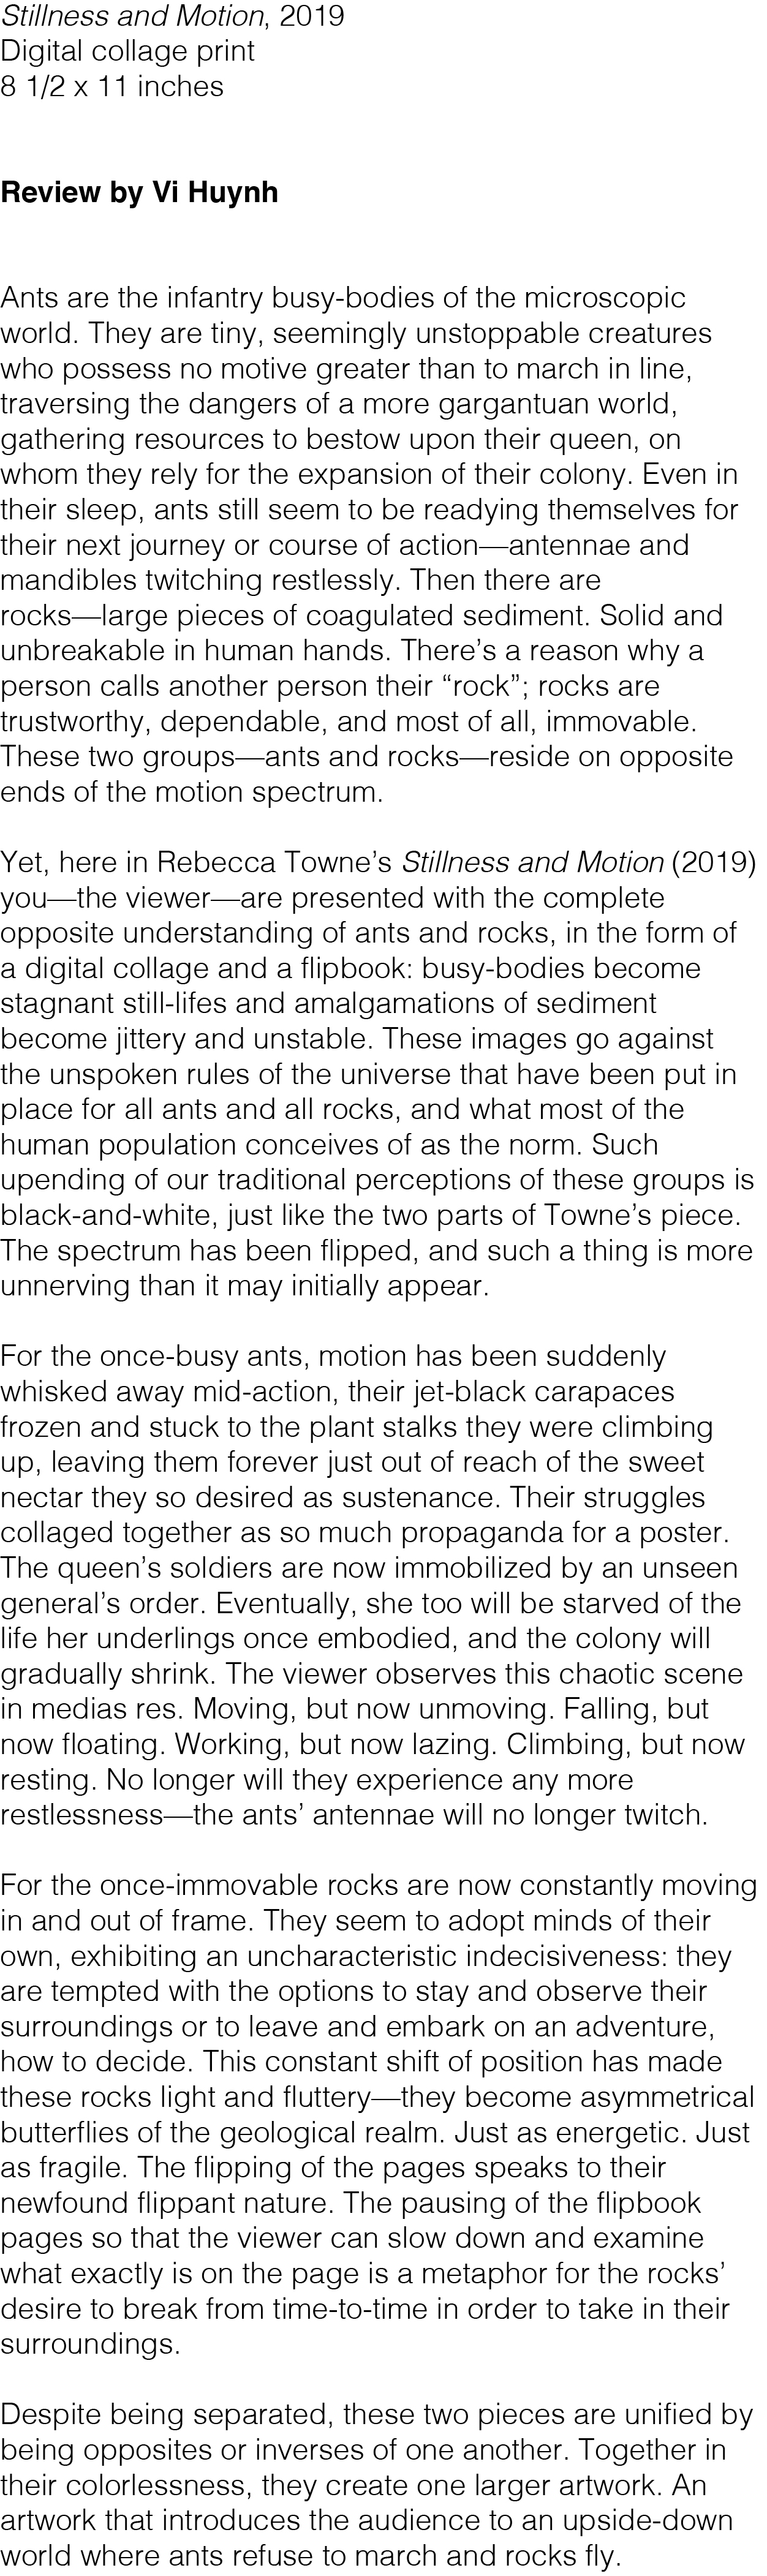 Stillness and Motion, 2019
Digital collage print
8 1/2 x 11 inches
Review by Vi Huynh
Ants are the infantry busy-bodies of the microscopic
world. They are tiny, seemingly unstoppable creatures
who possess no motive greater than to march in line,
traversing the dangers of a more gargantuan world,
gathering resources to bestow upon their queen, on
whom they rely for the expansion of their colony. Even in
their sleep, ants still seem to be readying themselves for
their next journey or course of action—antennae and
mandibles twitching restlessly. Then there are
rocks—large pieces of coagulated sediment. Solid and
unbreakable in human hands. There’s a reason why a
person calls another person their “rock”; rocks are
trustworthy, dependable, and most of all, immovable.
These two groups—ants and rocks—reside on opposite
ends of the motion spectrum.
Yet, here in Rebecca Towne’s Stillness and Motion (2019)
you—the viewer—are presented with the complete
opposite understanding of ants and rocks, in the form of
a digital collage and a flipbook: busy-bodies become
stagnant still-lifes and amalgamations of sediment
become jittery and unstable. These images go against
the unspoken rules of the universe that have been put in
place for all ants and all rocks, and what most of the
human population conceives of as the norm. Such
upending of our traditional perceptions of these groups is
black-and-white, just like the two parts of Towne’s piece.
The spectrum has been flipped, and such a thing is more
unnerving than it may initially appear.
For the once-busy ants, motion has been suddenly
whisked away mid-action, their jet-black carapaces
frozen and stuck to the plant stalks they were climbing
up, leaving them forever just out of reach of the sweet
nectar they so desired as sustenance. Their struggles
collaged together as so much propaganda for a poster.
The queen’s soldiers are now immobilized by an unseen
general’s order. Eventually, she too will be starved of the
life her underlings once embodied, and the colony will
gradually shrink. The viewer observes this chaotic scene
in medias res. Moving, but now unmoving. Falling, but
now floating. Working, but now lazing. Climbing, but now
resting. No longer will they experience any more
restlessness—the ants’ antennae will no longer twitch.
For the once-immovable rocks are now constantly moving
in and out of frame. They seem to adopt minds of their
own, exhibiting an uncharacteristic indecisiveness: they
are tempted with the options to stay and observe their
surroundings or to leave and embark on an adventure,
how to decide. This constant shift of position has made
these rocks light and fluttery—they become asymmetrical
butterflies of the geological realm. Just as energetic. Just
as fragile. The flipping of the pages speaks to their
newfound flippant nature. The pausing of the flipbook
pages so that the viewer can slow down and examine
what exactly is on the page is a metaphor for the rocks’
desire to break from time-to-time in order to take in their
surroundings.
Despite being separated, these two pieces are unified by
being opposites or inverses of one another. Together in
their colorlessness, they create one larger artwork. An
artwork that introduces the audience to an upside-down
world where ants refuse to march and rocks fly.